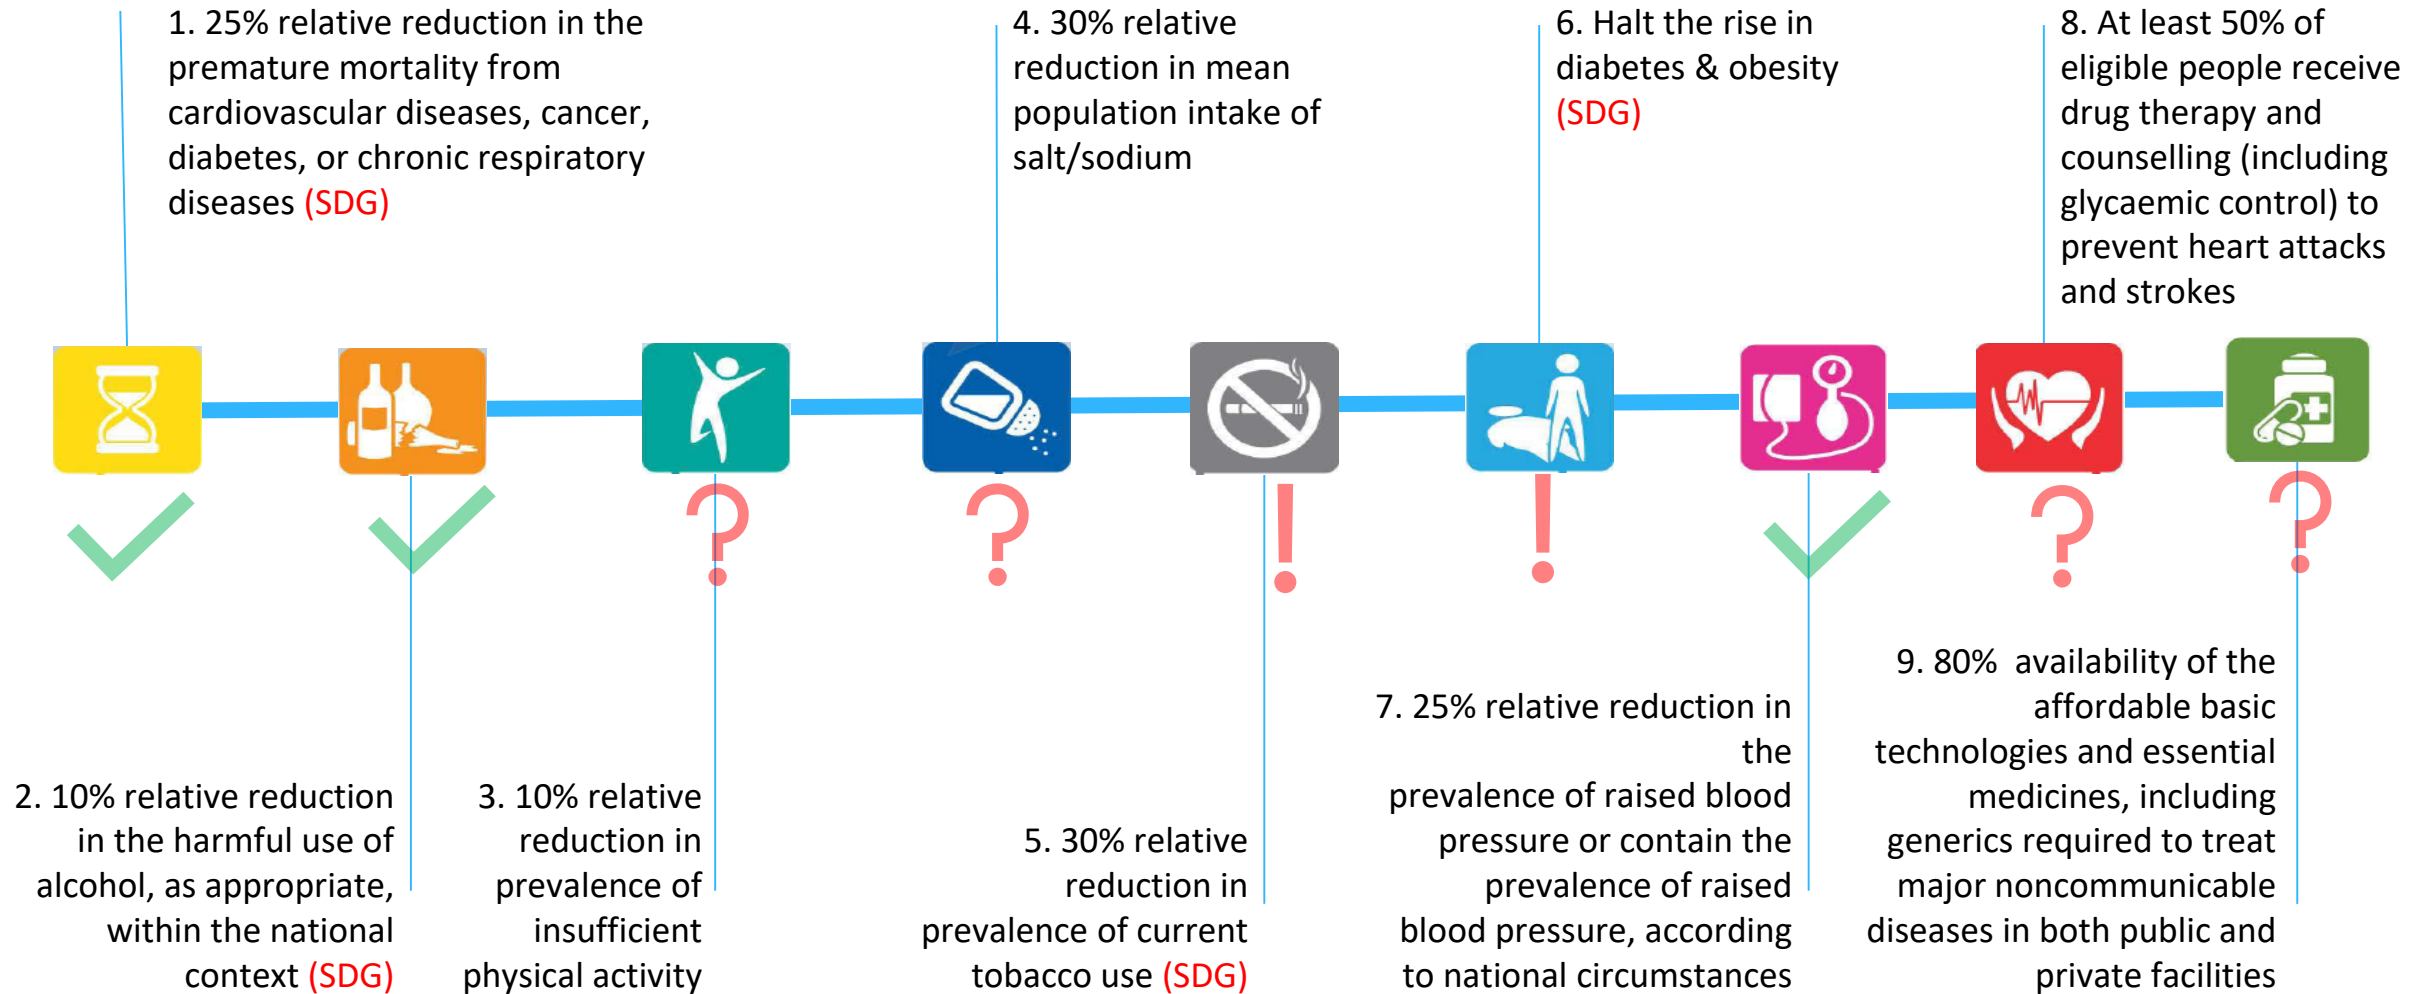 1. 25% relative reduction in the
premature mortality from
cardiovascular diseases, cancer,
diabetes, or chronic respiratory
diseases (SDG)
4. 30% relative
reduction in mean
population intake of
salt/sodium
6. Halt the rise in
diabetes & obesity
(SDG)
8. At least 50% of
eligible people receive
drug therapy and
counselling (including
glycaemic control) to
prevent heart attacks
and strokes
2. 10% relative reduction
in the harmful use of
alcohol, as appropriate,
within the national
context (SDG)
3. 10% relative
reduction in
prevalence of
insufficient
physical activity
5. 30% relative
reduction in
prevalence of current
tobacco use (SDG)
7. 25% relative reduction in
the
prevalence of raised blood
pressure or contain the
prevalence of raised
blood pressure, according
to national circumstances
9. 80%  availability of the
affordable basic
technologies and essential
medicines, including
generics required to treat
major noncommunicable
diseases in both public and
private facilities